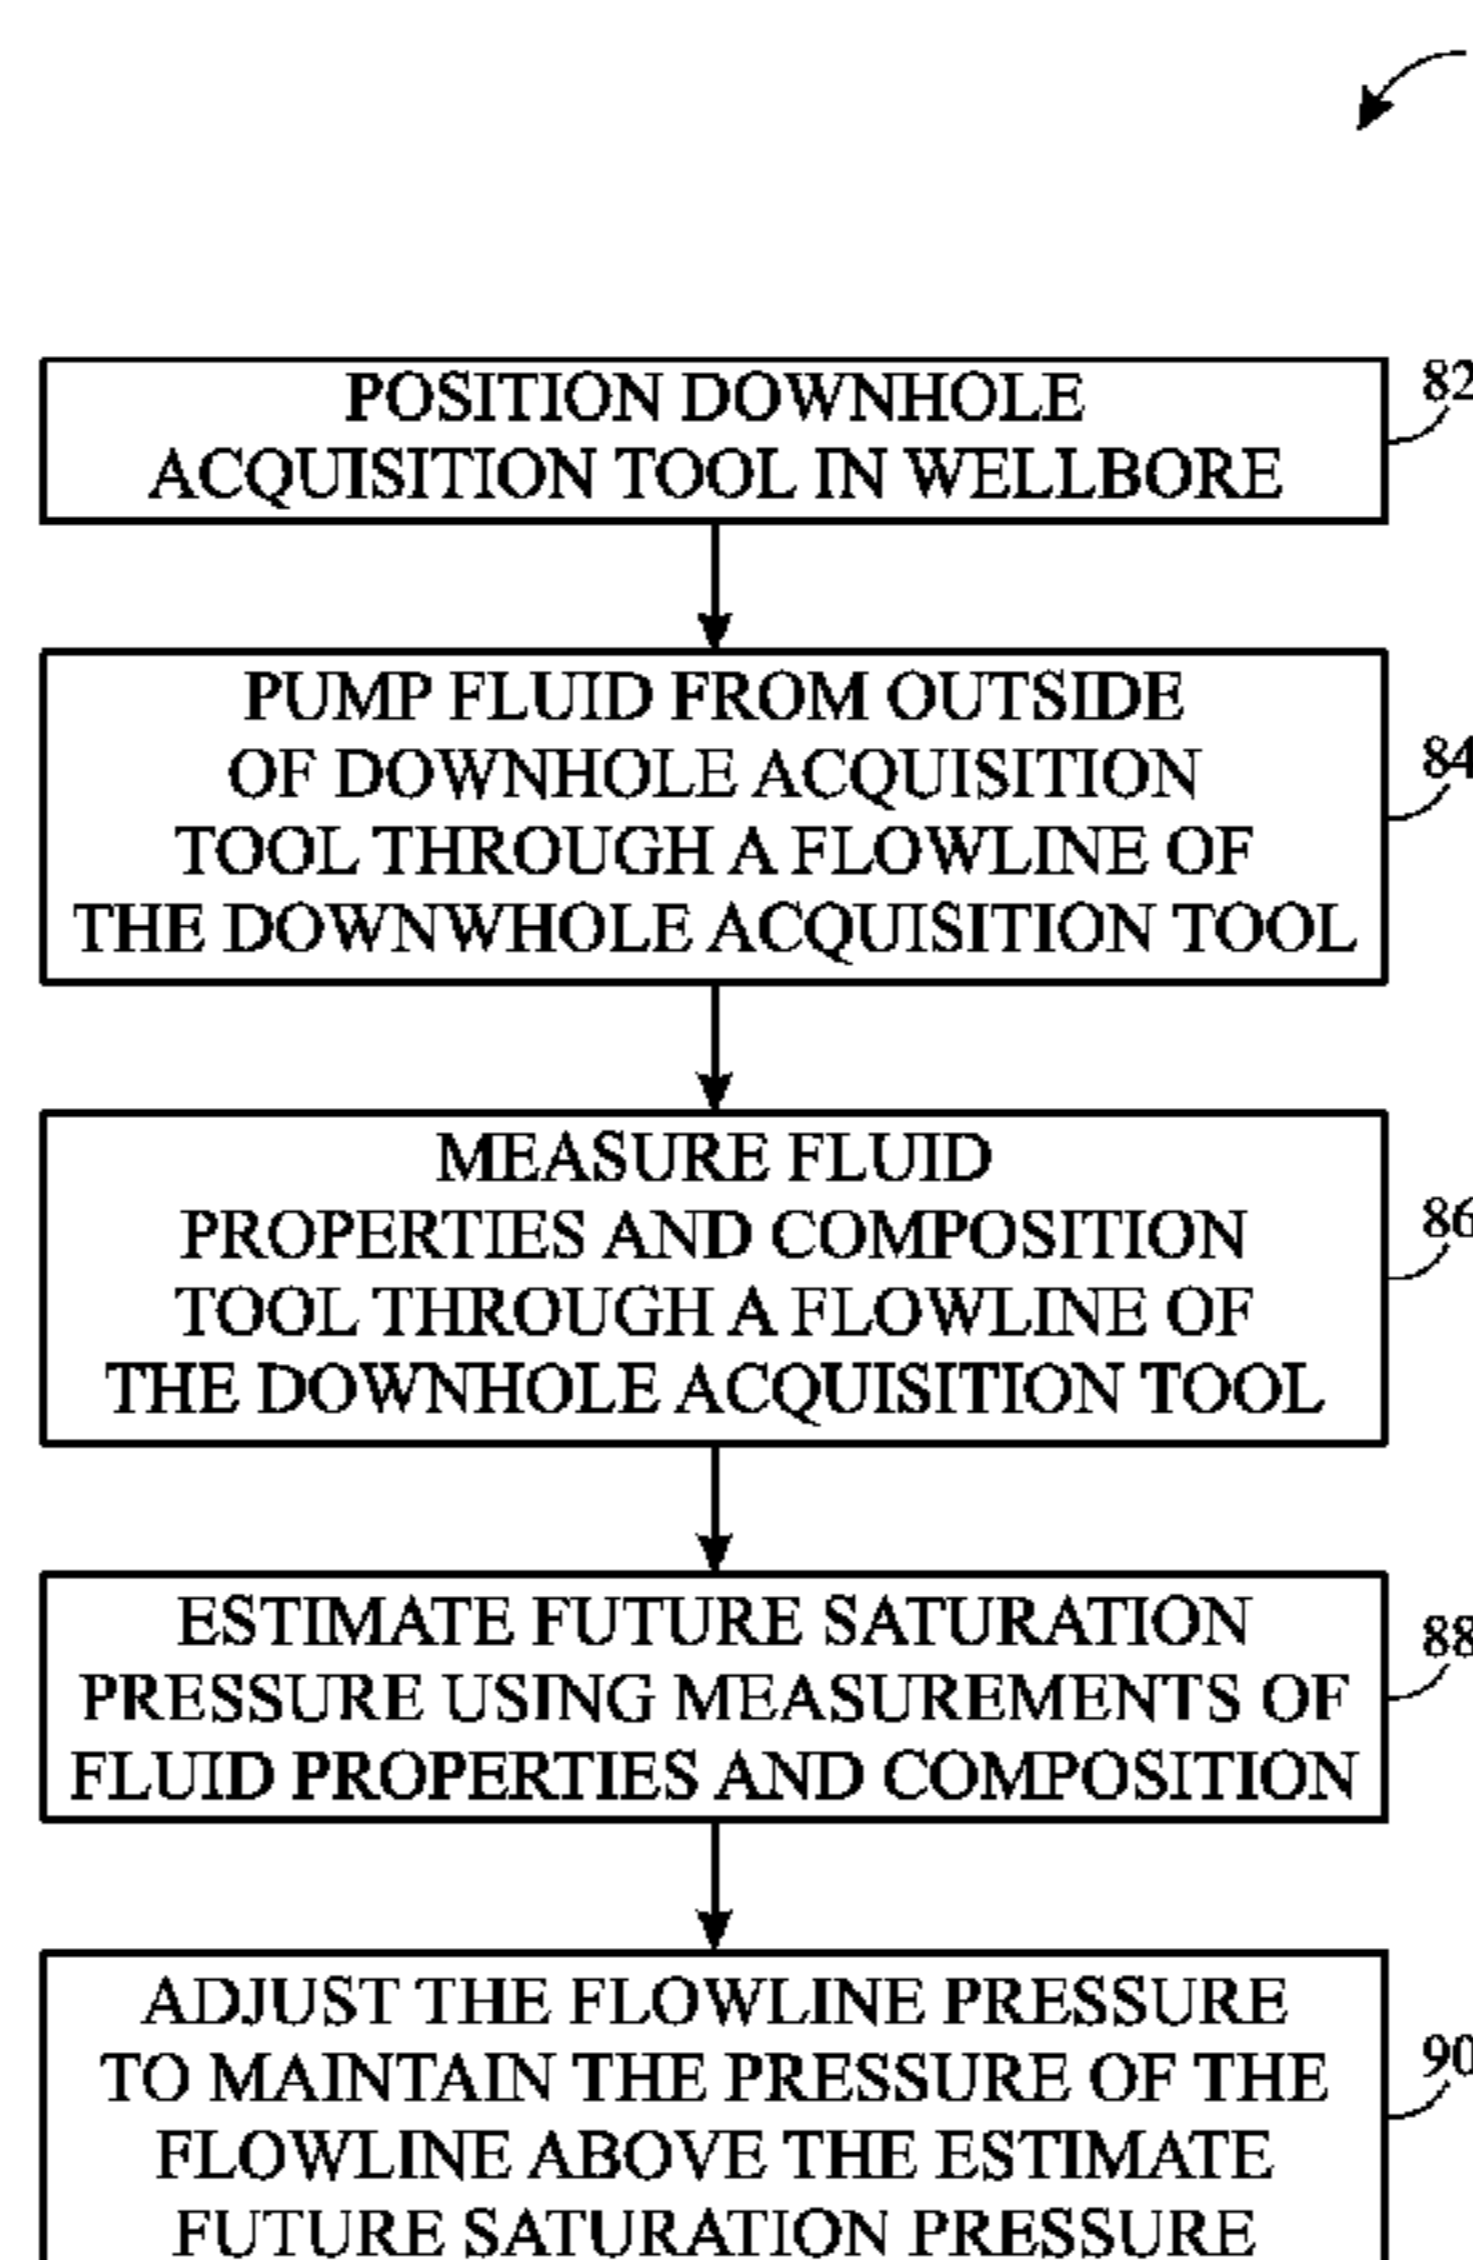 POSITION DOWNHOLE
ACQUISITION TOOL IN WELLBORE
82
PUMP FLUID FROM OUTSIDE
OF DOWNHOLE ACQUISITION
TOOL THROUGH A FLOWLINE OF
THE DOWNWHOLE ACQUISITION TOOL
84
MEASURE FLUID
PROPERTIES AND COMPOSITION
TOOL THROUGH A FLOWLINE OF
THE DOWNHOLE ACQUISITION TOOL
86
ESTIMATE FUTURE SATURATION
PRESSURE USING MEASUREMENTS OF
FLUID PROPERTIES AND COMPOSITION
88
ADJUST THE FLOWLINE PRESSURE
TO MAINTAIN THE PRESSURE OF THE
FLOWLINE ABOVE THE ESTIMATE
FUTURE SATURATION PRESSURE
90